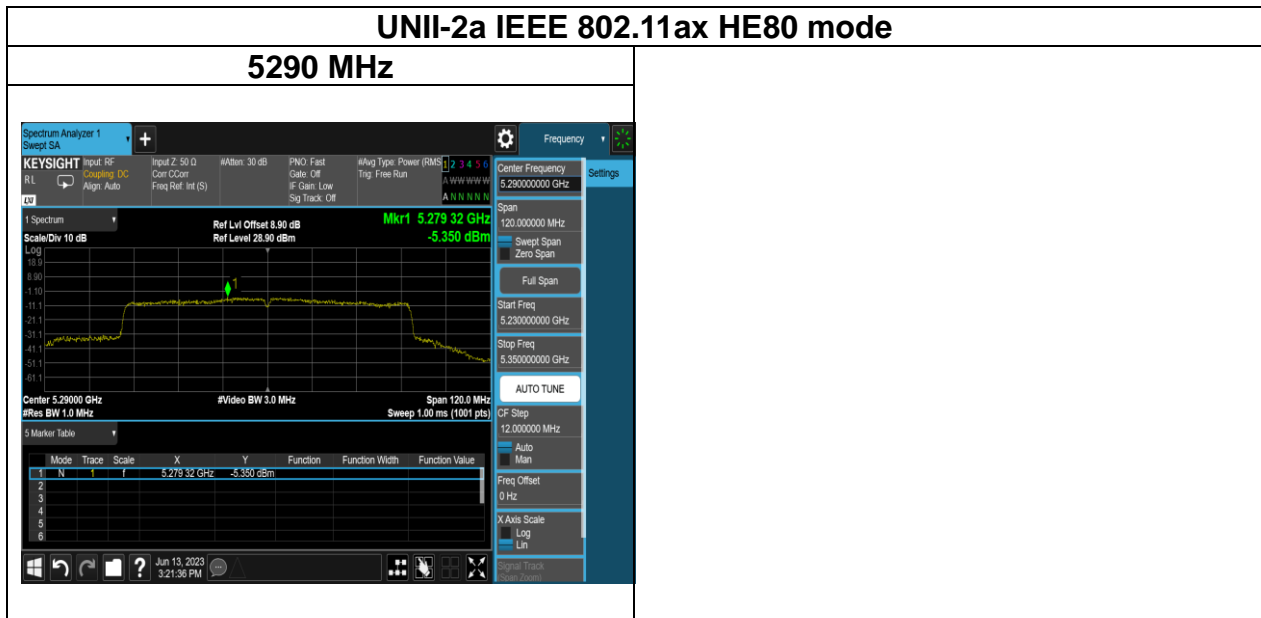 UNII-2a IEEE 802.11ax HE80 mode
5290 MHz
Spectrum Analyzer 1
Swept SA
+
Frequency
KEYSIGHT
RL
LXI
Input: RF
Coupling: DC
Align: Auto
Input Z: 50 Ω
Corr CCorr
Freq Ref: Int (S)
#Atten: 30 dB
PNO: Fast
Gate: Off
IF Gain: Low
Sig Track: Off
#Avg Type: Power (RMS
Trig: Free Run
1 2 3 4 5 6
A W W W W W
A N N N N N
1 Spectrum
Scale/Div 10 dB
Ref Lvl Offset 8.90 dB
Ref Level 28.90 dBm
Mkr1 5.279 32 GHz
-5.350 dBm
Log
18.9
8.90
-1.10
-11.1
-21.1
-31.1
-41.1
-51.1
-61.1
1
Center 5.29000 GHz
#Video BW 3.0 MHz
Span 120.0 MHz
#Res BW 1.0 MHz
Sweep 1.00 ms (1001 pts)
5 Marker Table
Mode Trace Scale X Y Function Function Width Function Value
1 N 1 f 5.279 32 GHz -5.350 dBm
2
3
4
5
6
?
Jun 13, 2023
3:21:36 PM
Center Frequency
5.290000000 GHz
Settings
Span
120.000000 MHz
Swept Span
Zero Span
Full Span
Start Freq
5.230000000 GHz
Stop Freq
5.350000000 GHz
AUTO TUNE
CF Step
12.000000 MHz
Auto
Man
Freq Offset
0 Hz
X Axis Scale
Log
Lin
Signal Track
(Span Zoom)